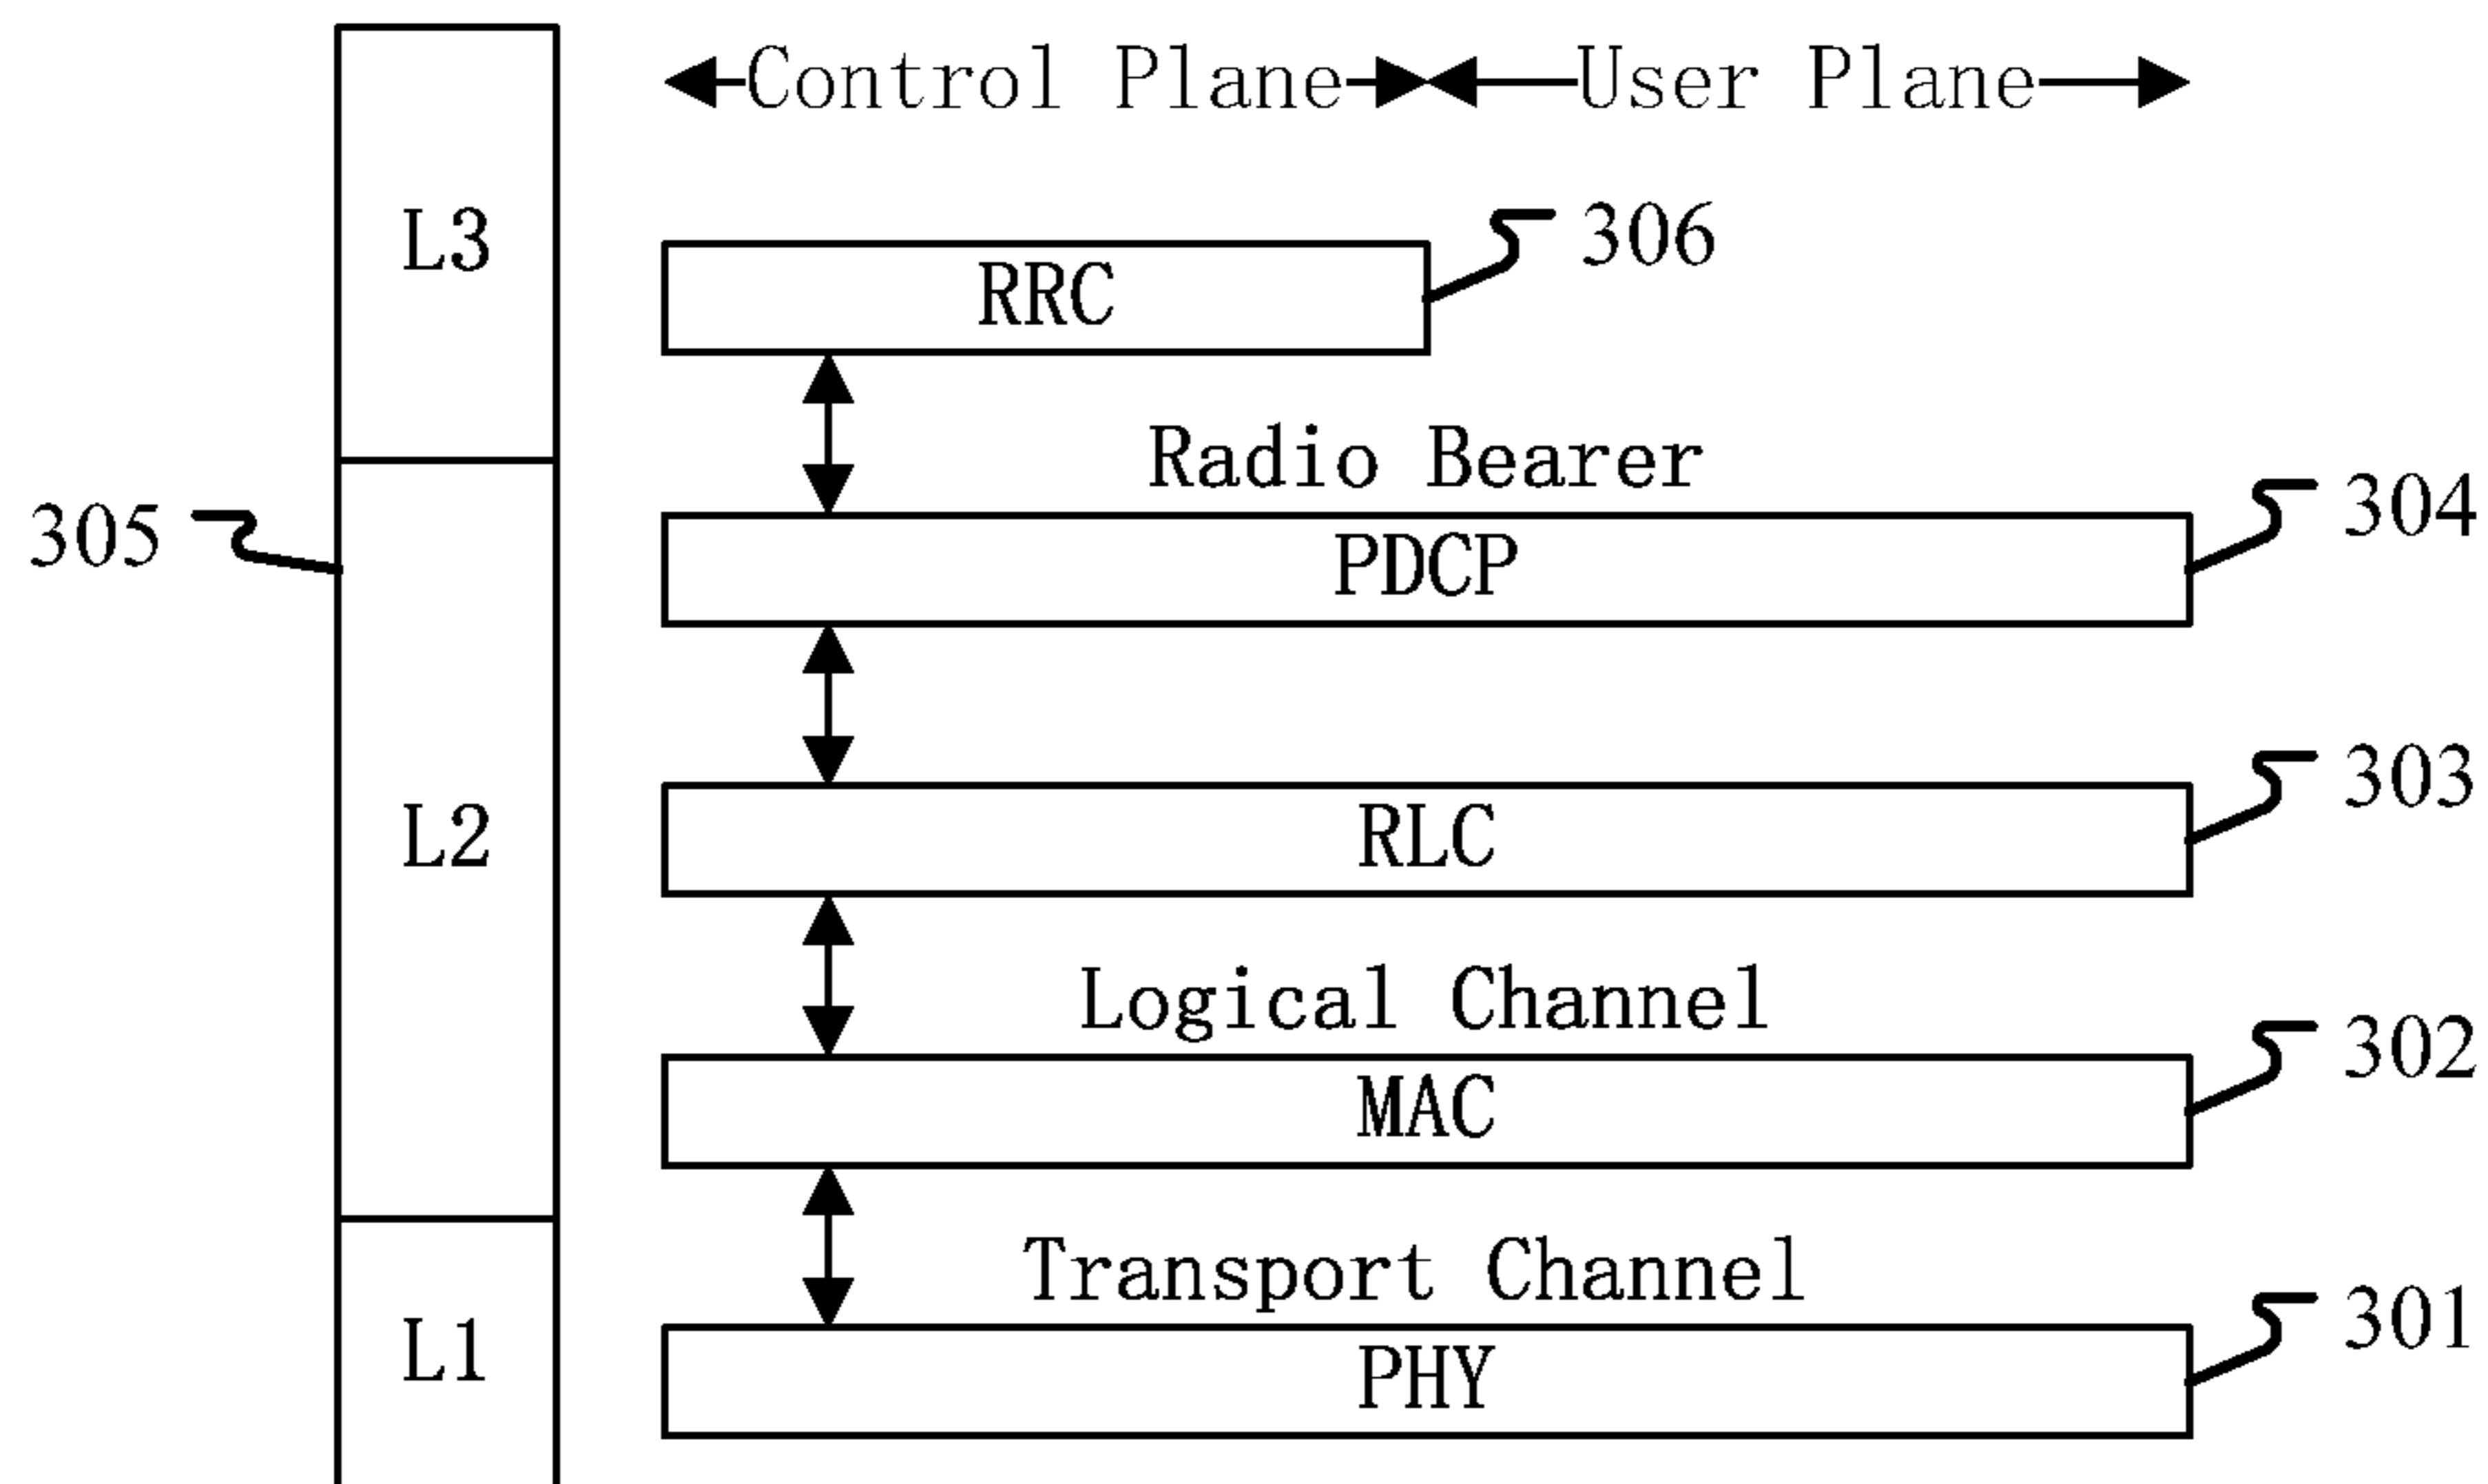 Control Plane User Plane
L3
RRC
306
Radio Bearer
305
PDCP
304
L2
RLC
303
Logical Channel
MAC
302
Transport Channel
L1
PHY
301